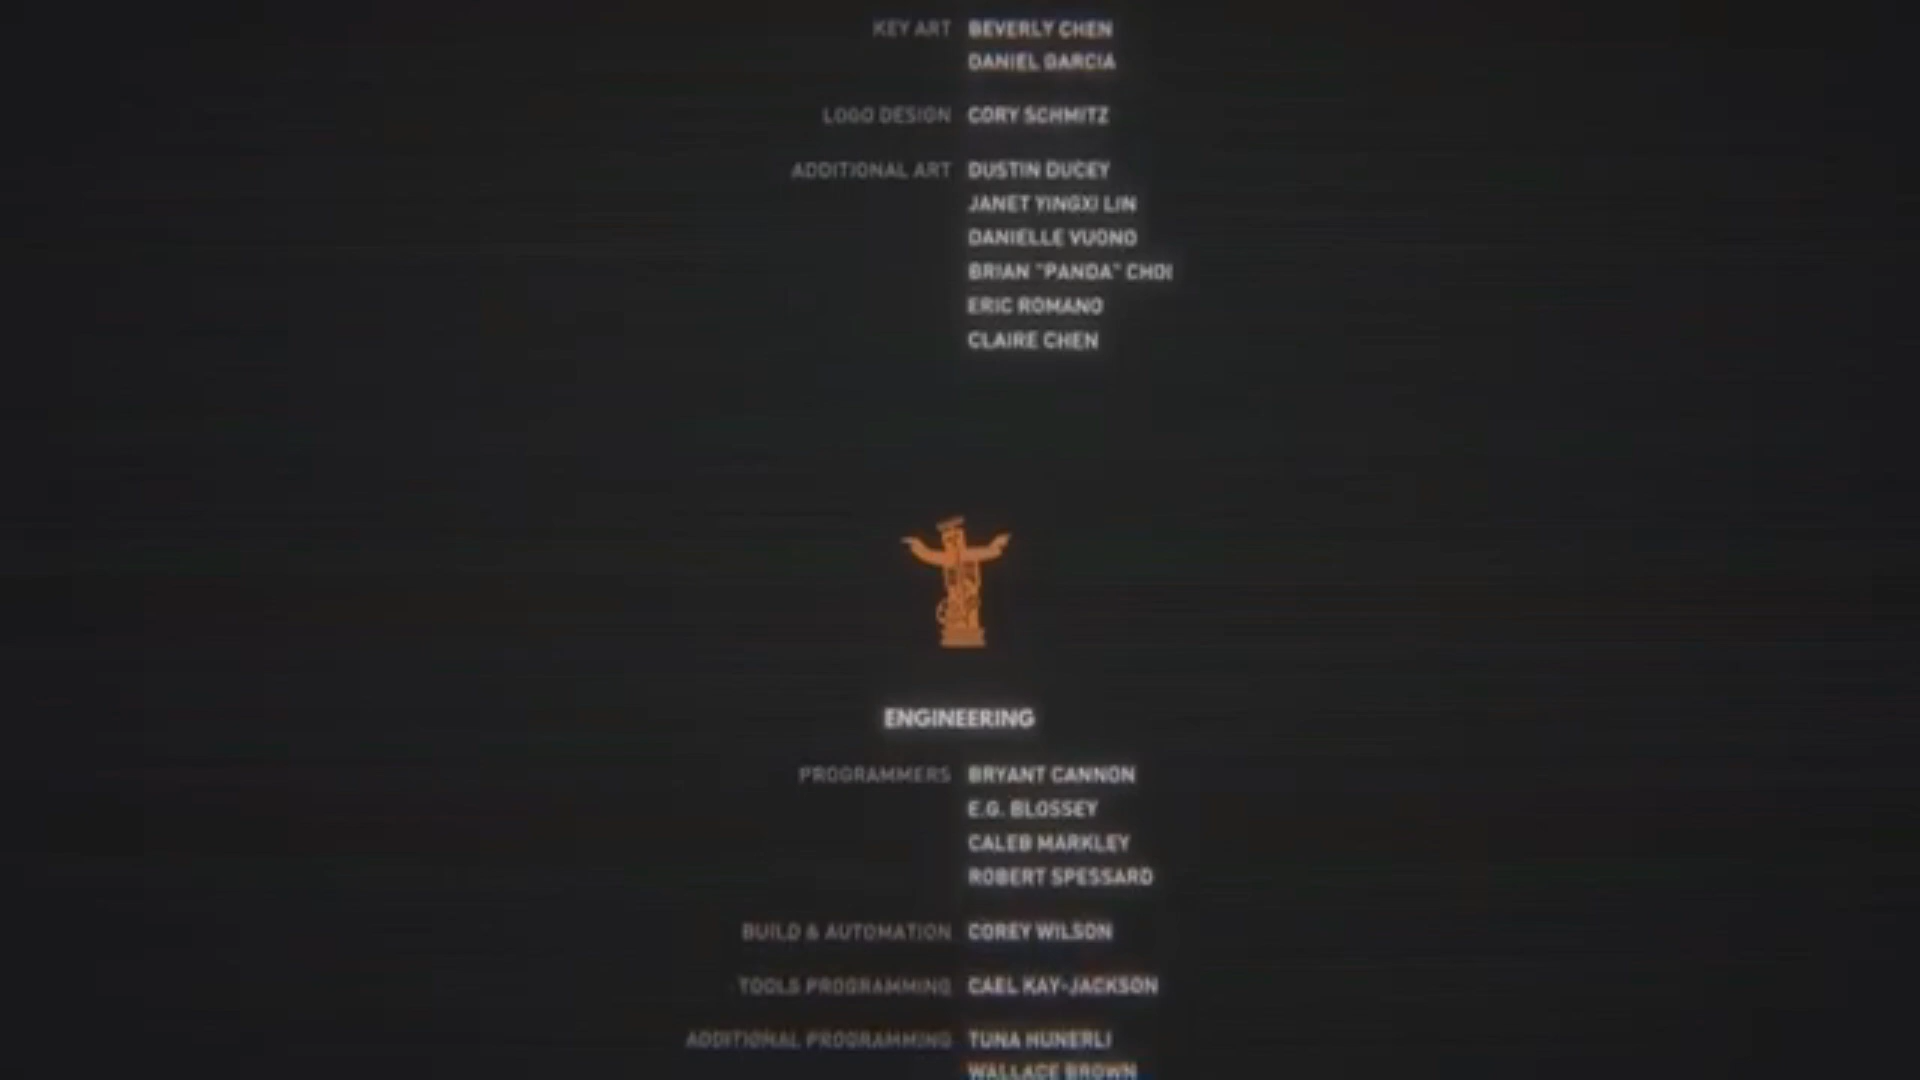 KEY ART BEVERLY CHEN
DANIEL GARCIA
LOGO DESIGN CORY SCHMITZ
ADDITIONAL ART DUSTIN DUCEY
JANET YINGXI LIN
DANIELLE VUONO
BRIAN "PANDA" CHOI
ERIC ROMANO
CLAIRE CHEN
ENGINEERING
PROGRAMMERS BRYANT CANNON
E.G. BLOSSEY
CALEB MARKLEY
ROBERT SPESSARD
BUILD & AUTOMATION COREY WILSON
TOOLS PROGRAMMING CAEL KAY-JACKSON
ADDITIONAL PROGRAMMING TUNA HUNERLI
WALLACE BROWN